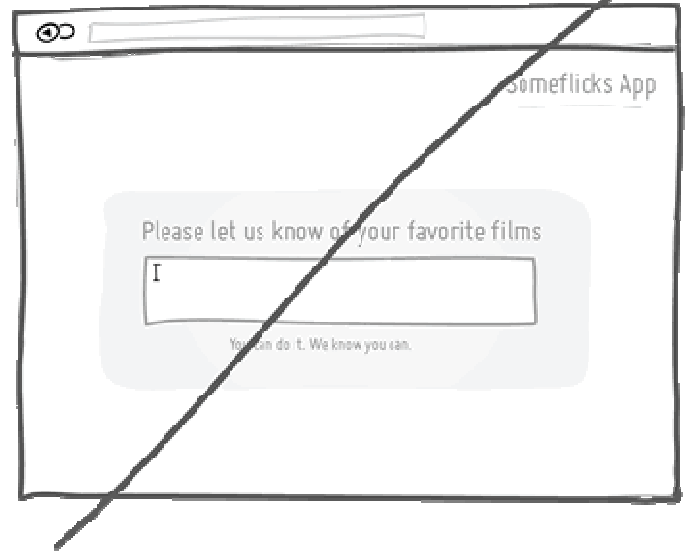 Someflicks App
Please let us know of your favorite films
You can do it. We know you can.